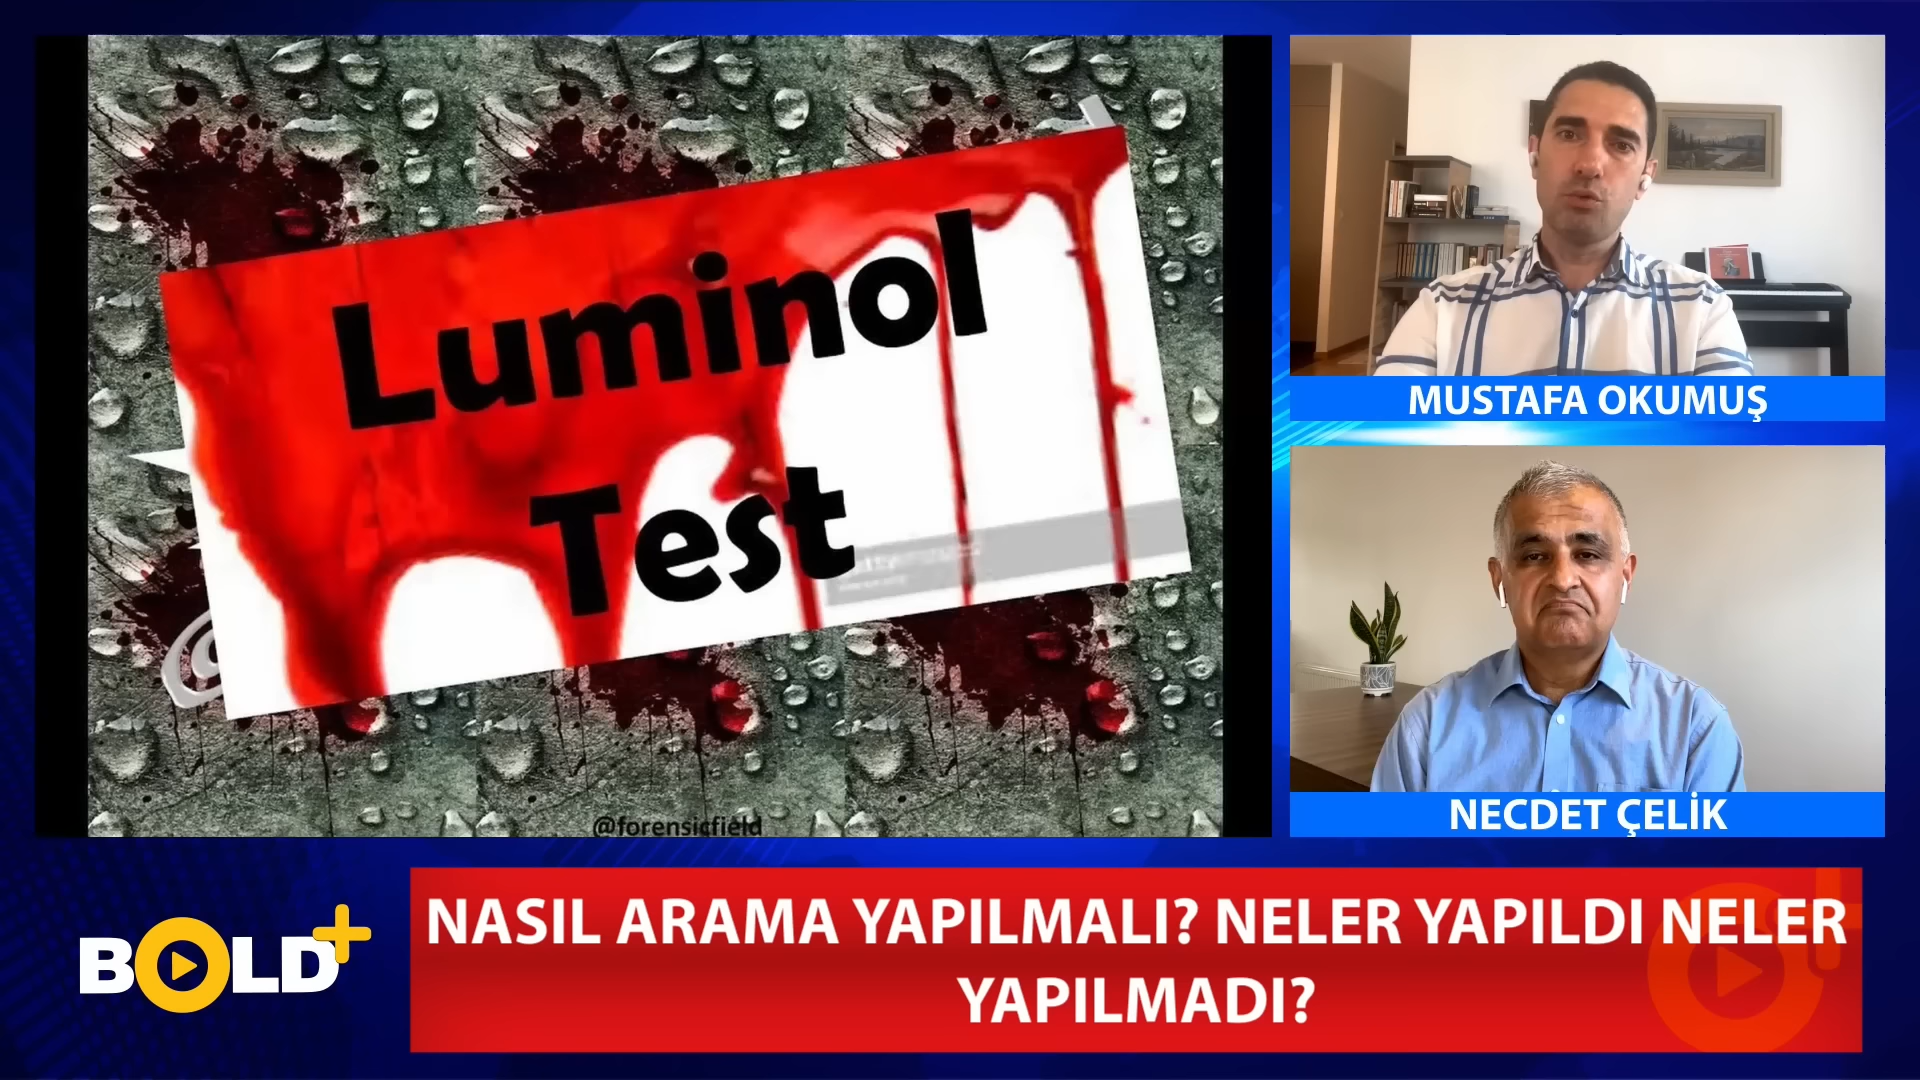 Luminol
Test
@forensicfield
MUSTAFA OKUMUŞ
NECDET ÇELİK
BOLD+
NASIL ARAMA YAPILMALI? NELER YAPILDI NELER
YAPILMADI?